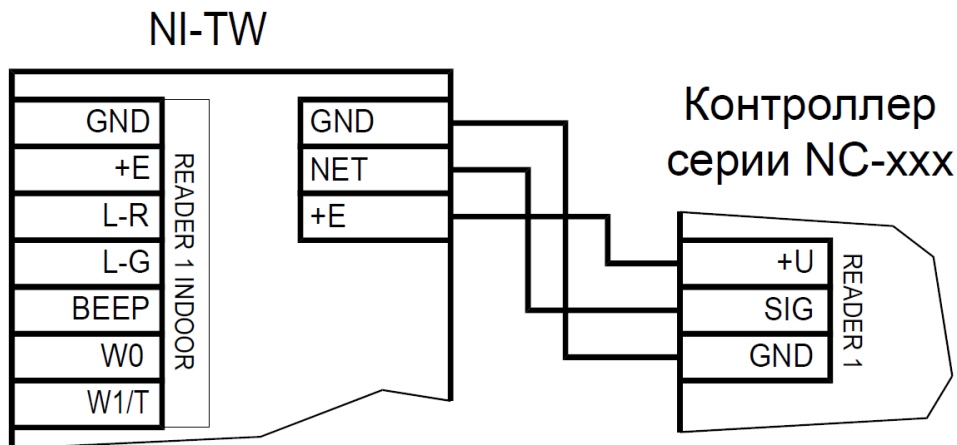 NI-TW
GND
+E
L-R
L-G
BEEP
W0
W1/T
READER 1 INDOOR
GND
NET
+E
Контроллер
серии NC-xxx
+U
SIG
GND
READER 1